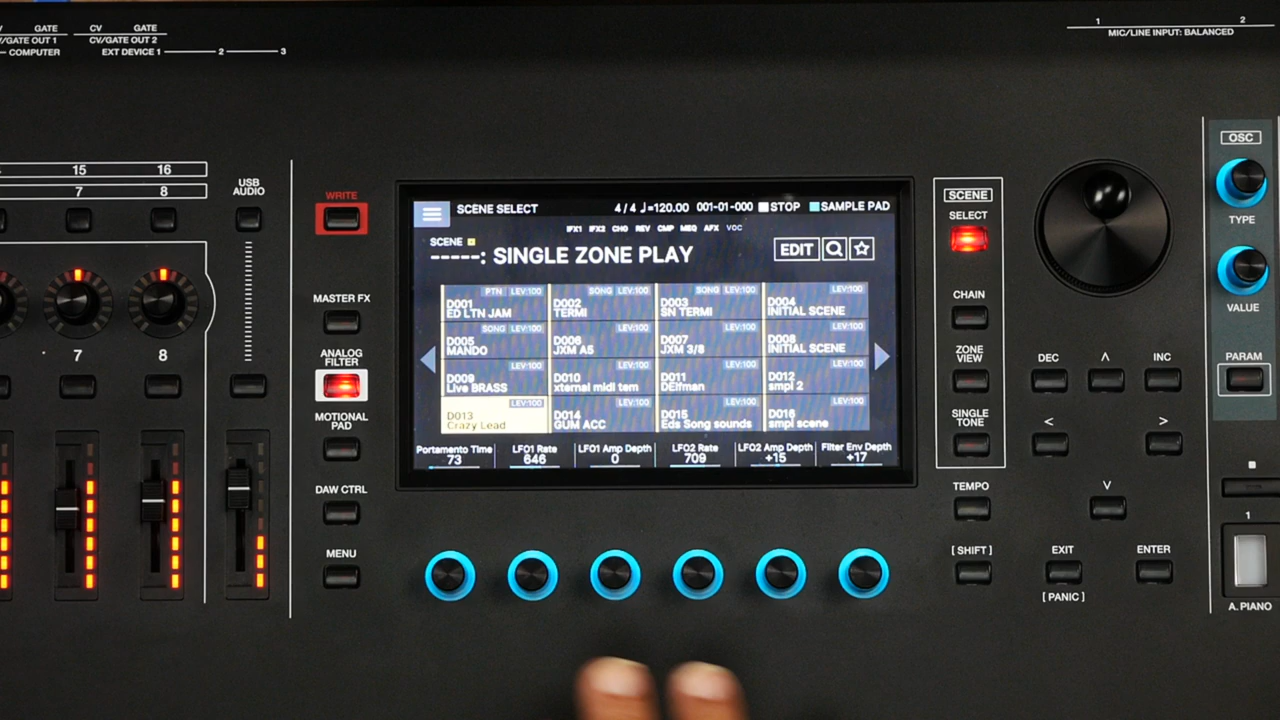 GATE
CV GATE
/GATE OUT 1
CV/GATE OUT 2
COMPUTER
EXT DEVICE 1 2 3
1 2
MIC/LINE INPUT: BALANCED
15 16
7 8
USB AUDIO
7 8
WRITE
MASTER FX
ANALOG FILTER
MOTIONAL PAD
DAW CTRL
MENU
SCENE SELECT 4/4 ♩=120.00 001-01-000 STOP SAMPLE PAD
IFX1 IFX2 CHO REV CMP MEQ AFX VOC
SCENE
-----: SINGLE ZONE PLAY EDIT
PTN LEV:100 SONG LEV:100 SONG LEV:100 LEV:100
D001 D002 D003 D004
ED LTN JAM TERMI SN TERMI INITIAL SCENE
SONG LEV:100 LEV:100 LEV:100 LEV:100
D005 D006 D007 D008
MANDO JXM A5 JXM 3/8 INITIAL SCENE
LEV:100 LEV:100 LEV:100 LEV:100
D009 D010 D011 D012
Live BRASS xternal midi tem DElfman smpl 2
LEV:100 LEV:100 LEV:100 LEV:100
D013 D014 D015 D016
Crazy Lead GUM ACC Eds Song sounds smpl scene
Portamento Time LFO1 Rate LFO1 Amp Depth LFO2 Rate LFO2 Amp Depth Filter Env Depth
73 646 0 709 +15 +17
SCENE
SELECT
CHAIN
ZONE VIEW
SINGLE TONE
TEMPO
[ SHIFT ]
DEC ∧ INC
< >
∨
EXIT ENTER
[ PANIC ]
OSC
TYPE
VALUE
PARAM
1
A. PIANO